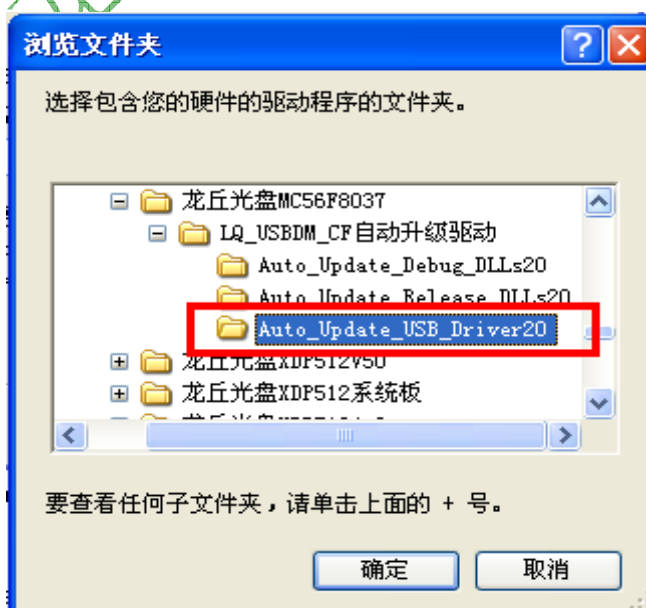 浏览文件夹
选择包含您的硬件的驱动程序的文件夹。
龙丘光盘MC56F8037
LQ_USBDM_CF自动升级驱动
Auto_Update_Debug_DLLs20
Auto_Update_Release_DLLs20
Auto_Update_USB_Driver20
龙丘光盘XDP512V50
龙丘光盘XDP512系统板
要查看任何子文件夹，请单击上面的 + 号。
确定
取消